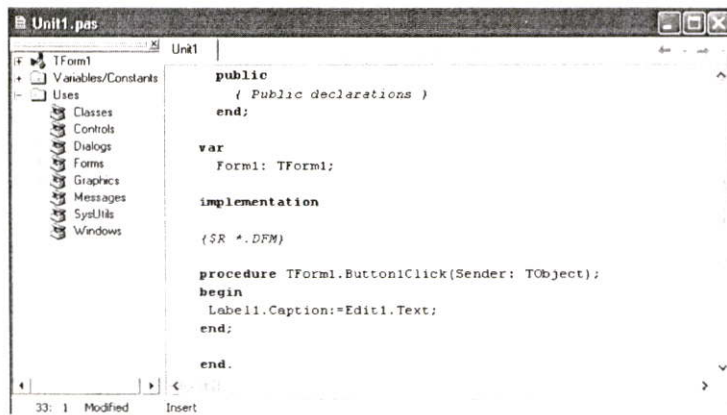 Unit1.pas
TForm1
Variables/Constants
Uses
Classes
Controls
Dialogs
Forms
Graphics
Messages
SysUtils
Windows
Unit1
public
{ Public declarations }
end;
var
Form1: TForm1;
implementation
{$R *.DFM}
procedure TForm1.Button1Click(Sender: TObject);
begin
Label1.Caption:=Edit1.Text;
end;
end.
33: 1 Modified Insert